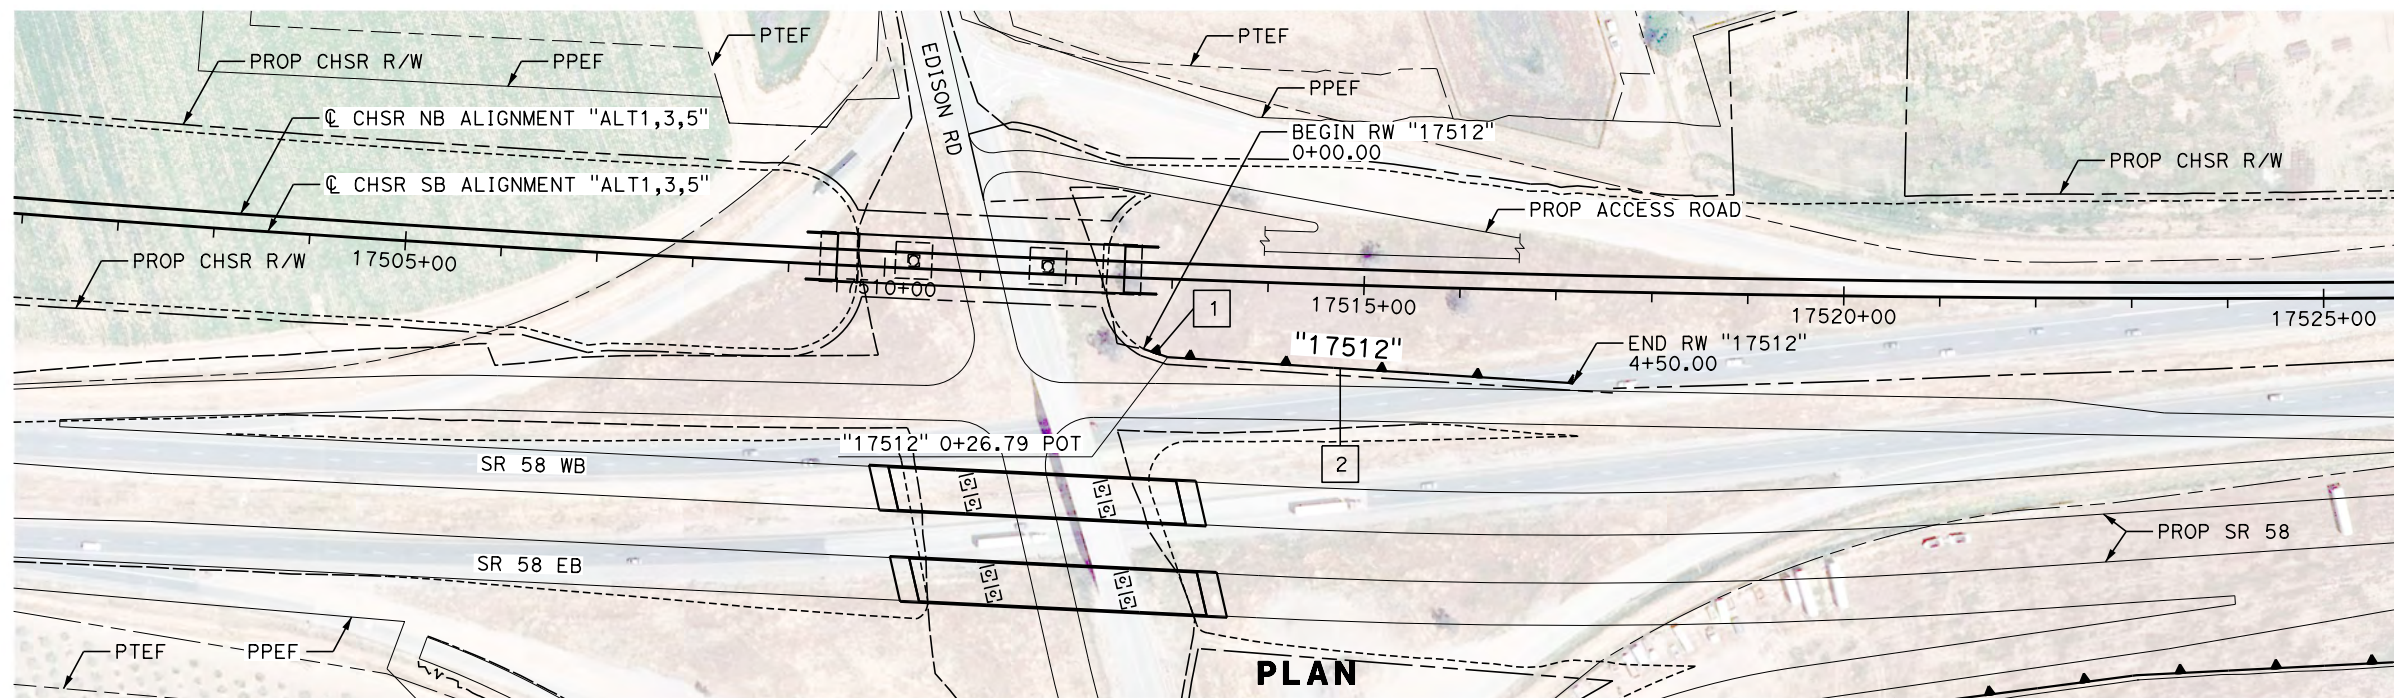 PTEF
PTEF
PROP CHSR R/W
PPEF
EDISON RD
PPEF
℄ CHSR NB ALIGNMENT "ALT1,3,5"
BEGIN RW "17512"
0+00.00
PROP CHSR R/W
℄ CHSR SB ALIGNMENT "ALT1,3,5"
PROP ACCESS ROAD
PROP CHSR R/W
17505+00
17510+00
17515+00
17520+00
17525+00
1
"17512"
END RW "17512"
4+50.00
"17512" 0+26.79 POT
SR 58 WB
2
PROP SR 58
SR 58 EB
PTEF
PPEF
PLAN